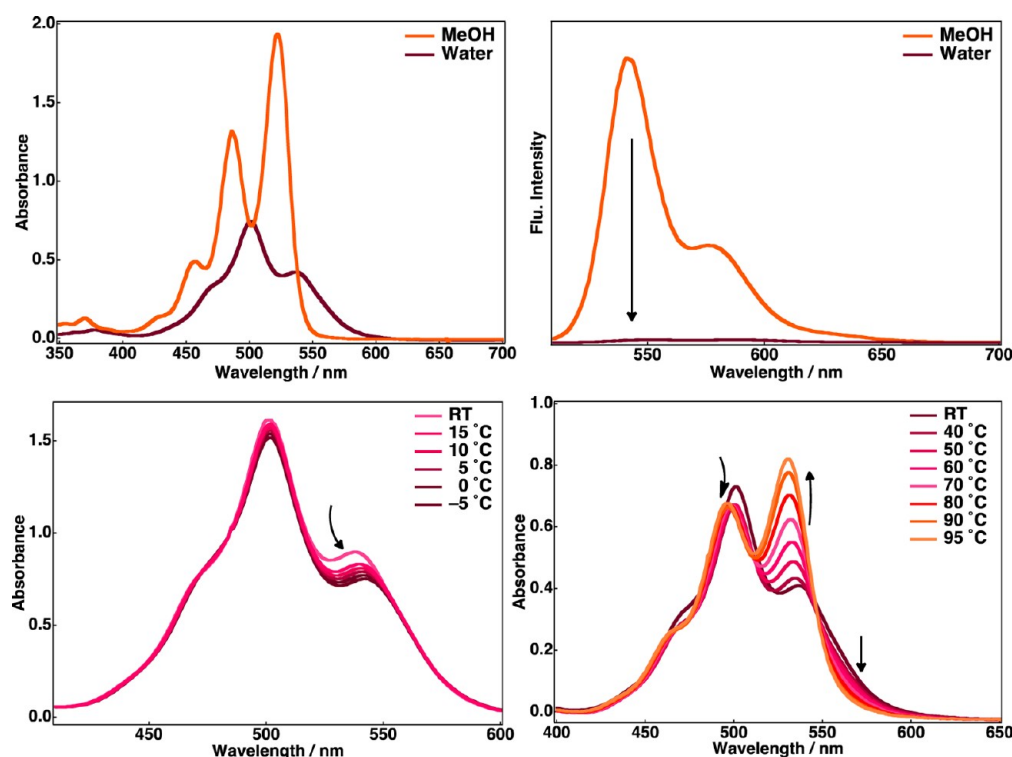 2.0
1.5
1.0
0.5
0.0
Absorbance
MeOH
Water
350
400
450
500
550
600
650
700
Wavelength / nm
Flu. Intensity
MeOH
Water
550
600
650
700
Wavelength / nm
1.5
1.0
0.5
0.0
Absorbance
RT
15 °C
10 °C
5 °C
0 °C
–5 °C
450
500
550
600
Wavelength / nm
1.0
0.8
0.6
0.4
0.2
0.0
Absorbance
RT
40 °C
50 °C
60 °C
70 °C
80 °C
90 °C
95 °C
400
450
500
550
600
650
Wavelength / nm